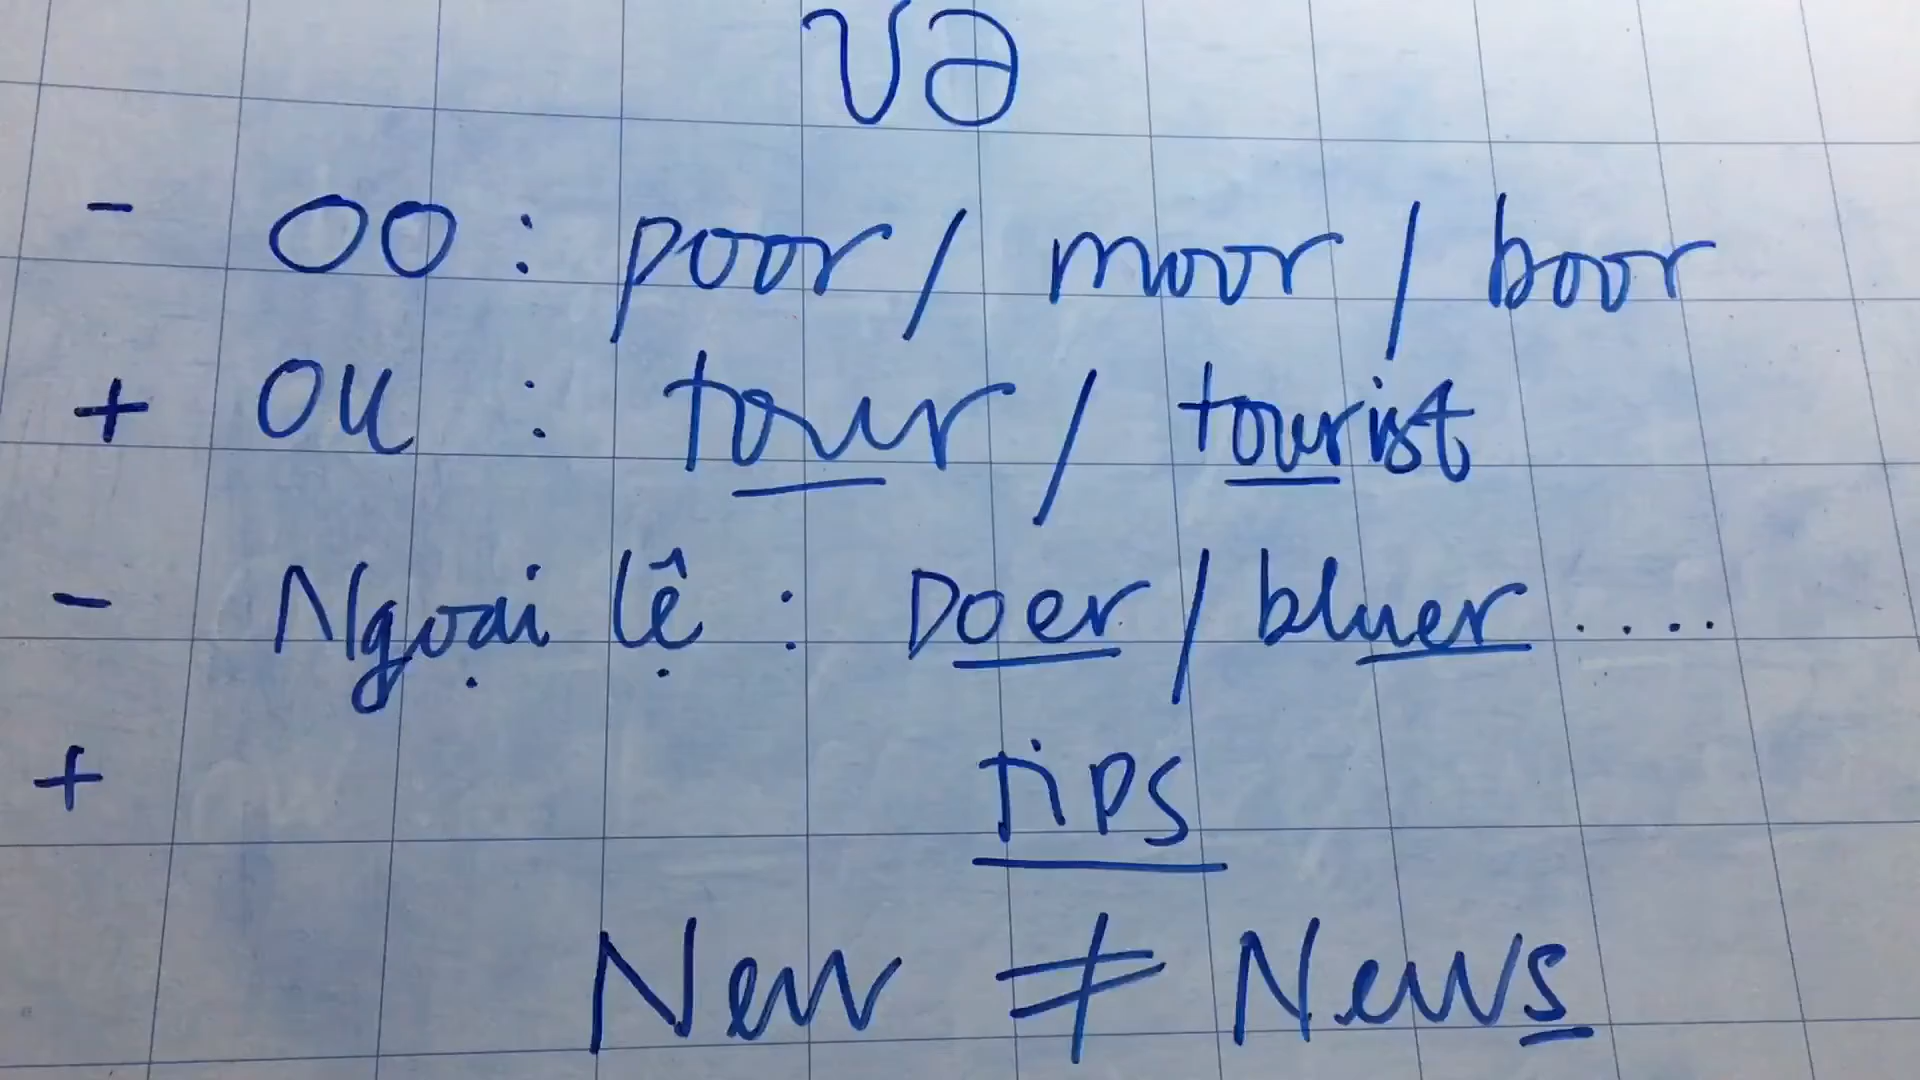 ʊə
- OO : poor / moor / boor
+ OU : tour / tourist
- Ngoại lệ : Doer / bluer ....
+ TiPS
New ≠ News